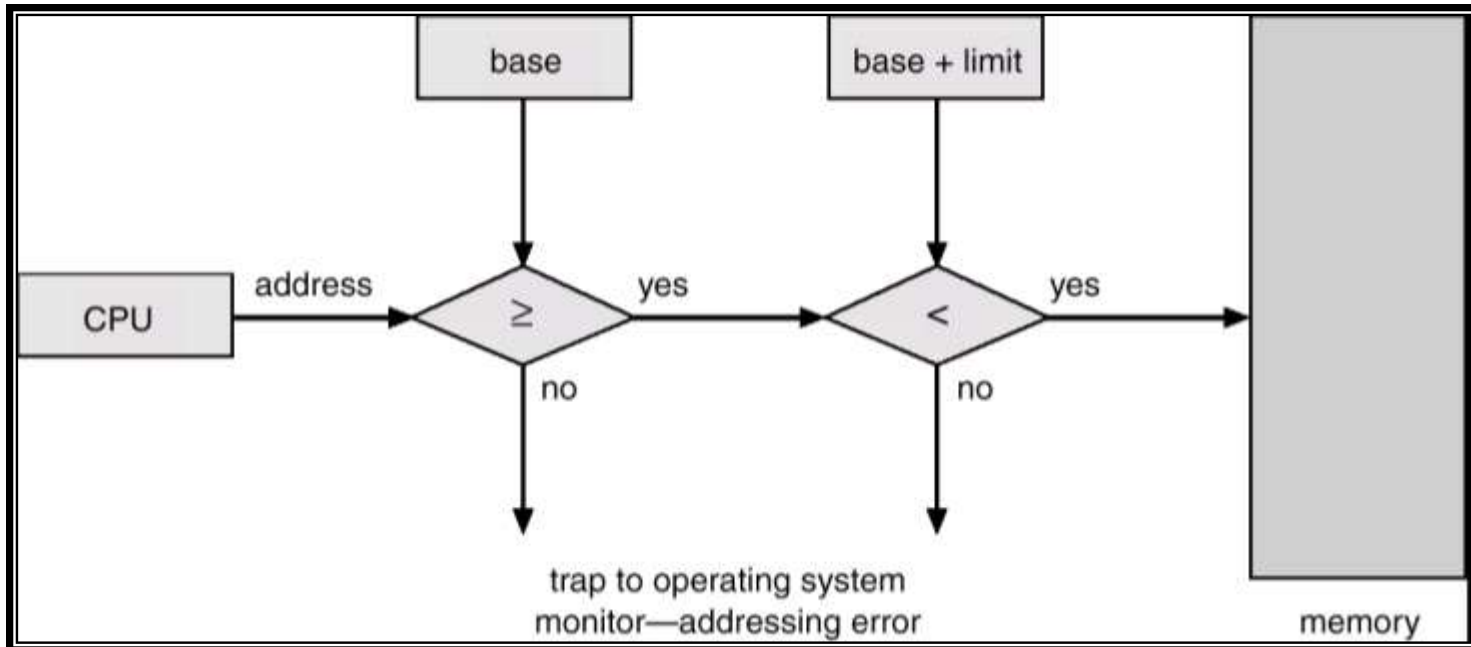 base
base + limit
CPU
address
≥
yes
<
yes
no
no
trap to operating system
monitor—addressing error
memory